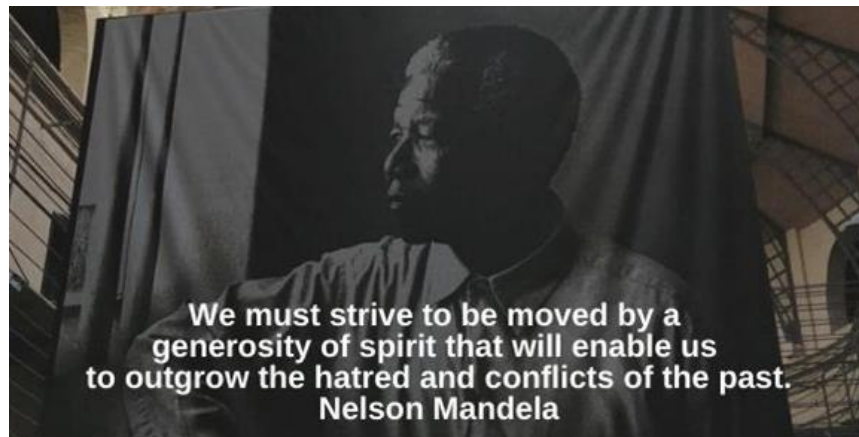 We must strive to be moved by a
generosity of spirit that will enable us
to outgrow the hatred and conflicts of the past.
Nelson Mandela